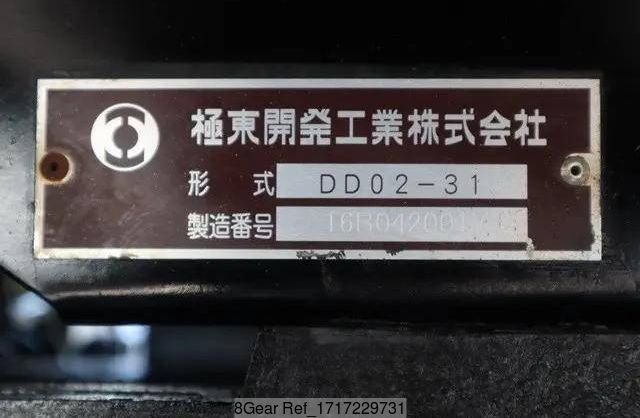 極東開発工業株式会社
形式 DD02-31
製造番号
8Gear Ref_1717229731